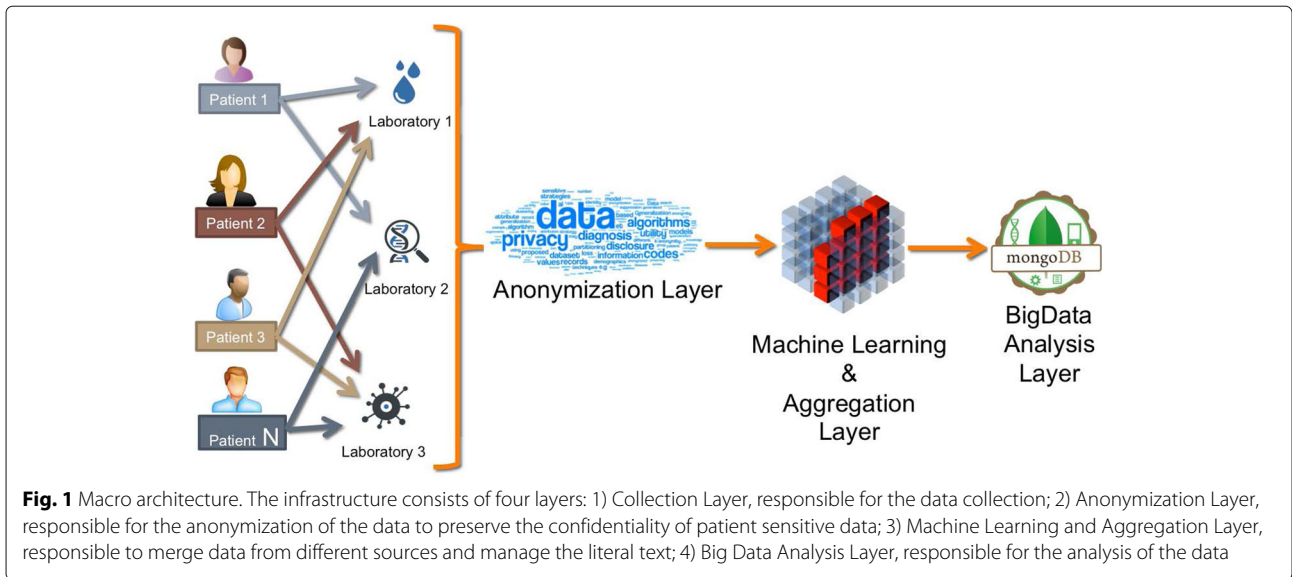 Patient 1
Laboratory 1
Patient 2
Laboratory 2
Patient 3
Patient N
Laboratory 3
data
privacy
algorithms
diagnosis
utility
models
disclosure
dataset
information
codes
values
records
Anonymization Layer
Machine Learning
&
Aggregation
Layer
mongoDB
BigData
Analysis
Layer
Fig. 1 Macro architecture. The infrastructure consists of four layers: 1) Collection Layer, responsible for the data collection; 2) Anonymization Layer,
responsible for the anonymization of the data to preserve the confidentiality of patient sensitive data; 3) Machine Learning and Aggregation Layer,
responsible to merge data from different sources and manage the literal text; 4) Big Data Analysis Layer, responsible for the analysis of the data